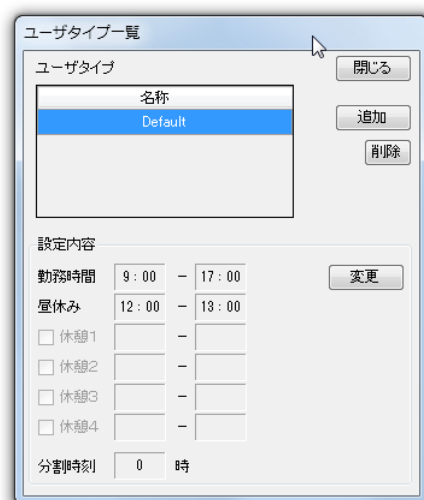 ユーザタイプ一覧
ユーザタイプ
閉じる
名称
Default
追加
削除
設定内容
勤務時間 9:00 - 17:00
変更
昼休み 12:00 - 13:00
休憩1 -
休憩2 -
休憩3 -
休憩4 -
分割時刻 0 時